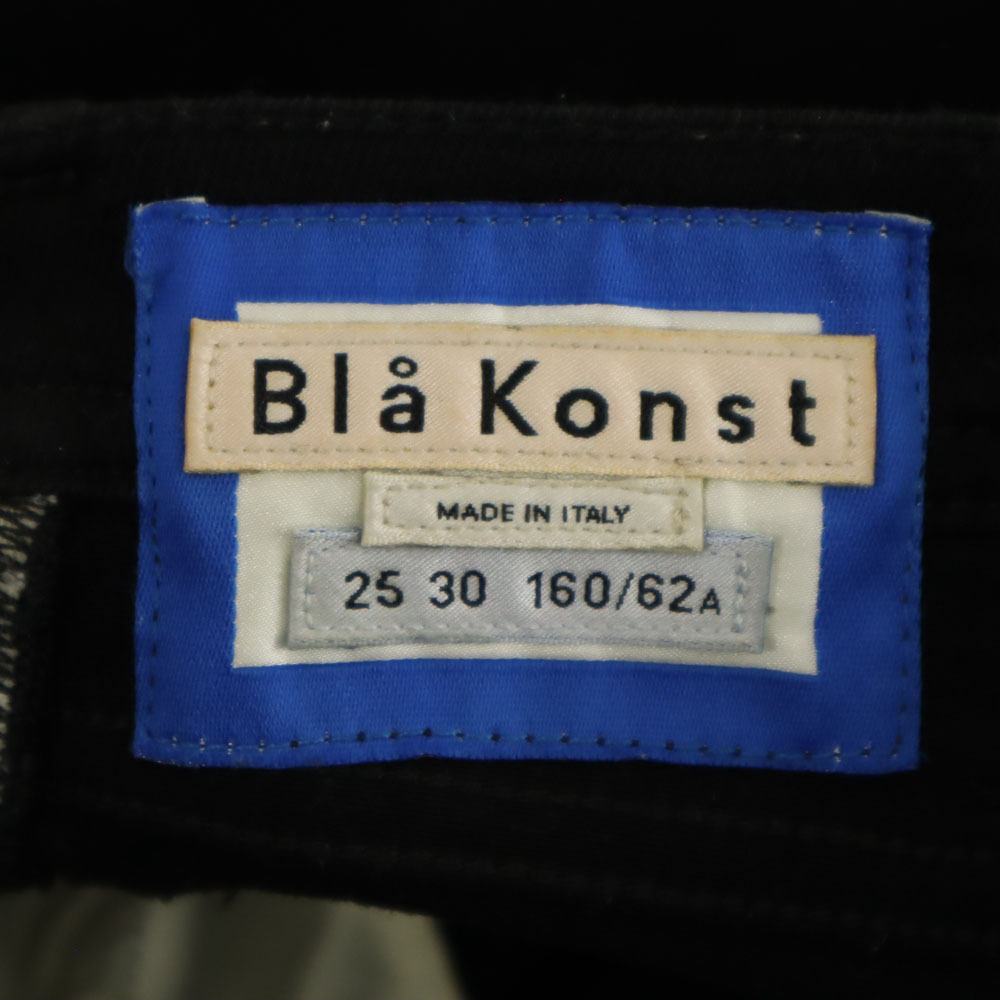 Blå Konst
MADE IN ITALY
25 30 160/62A